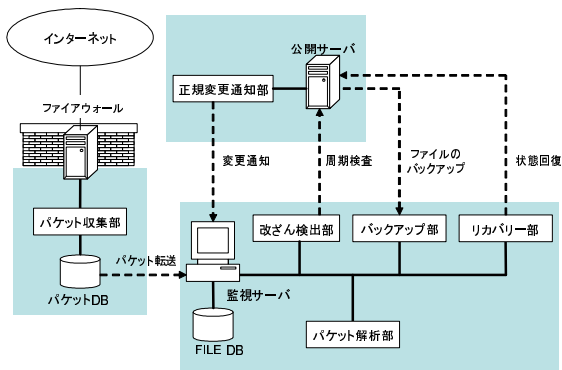 インターネット
公開サーバ
正規変更通知部
ファイアウォール
変更通知
周期検査
ファイルの
バックアップ
状態回復
パケット収集部
改ざん検出部
バックアップ部
リカバリー部
パケット転送
監視サーバ
パケットDB
パケット解析部
FILE DB